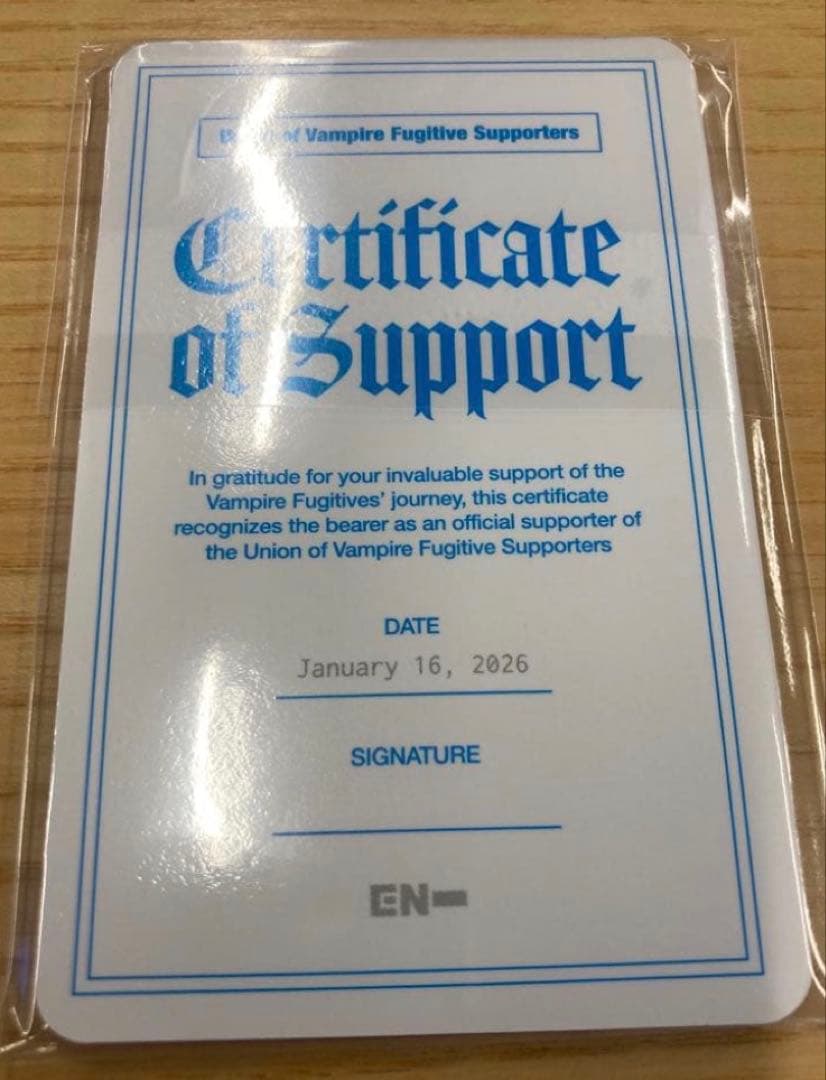 of Vampire Fugitive Supporters
Certificate
of Support
In gratitude for your invaluable support of the
Vampire Fugitives' journey, this certificate
recognizes the bearer as an official supporter of
the Union of Vampire Fugitive Supporters
DATE
January 16, 2026
SIGNATURE
EN-